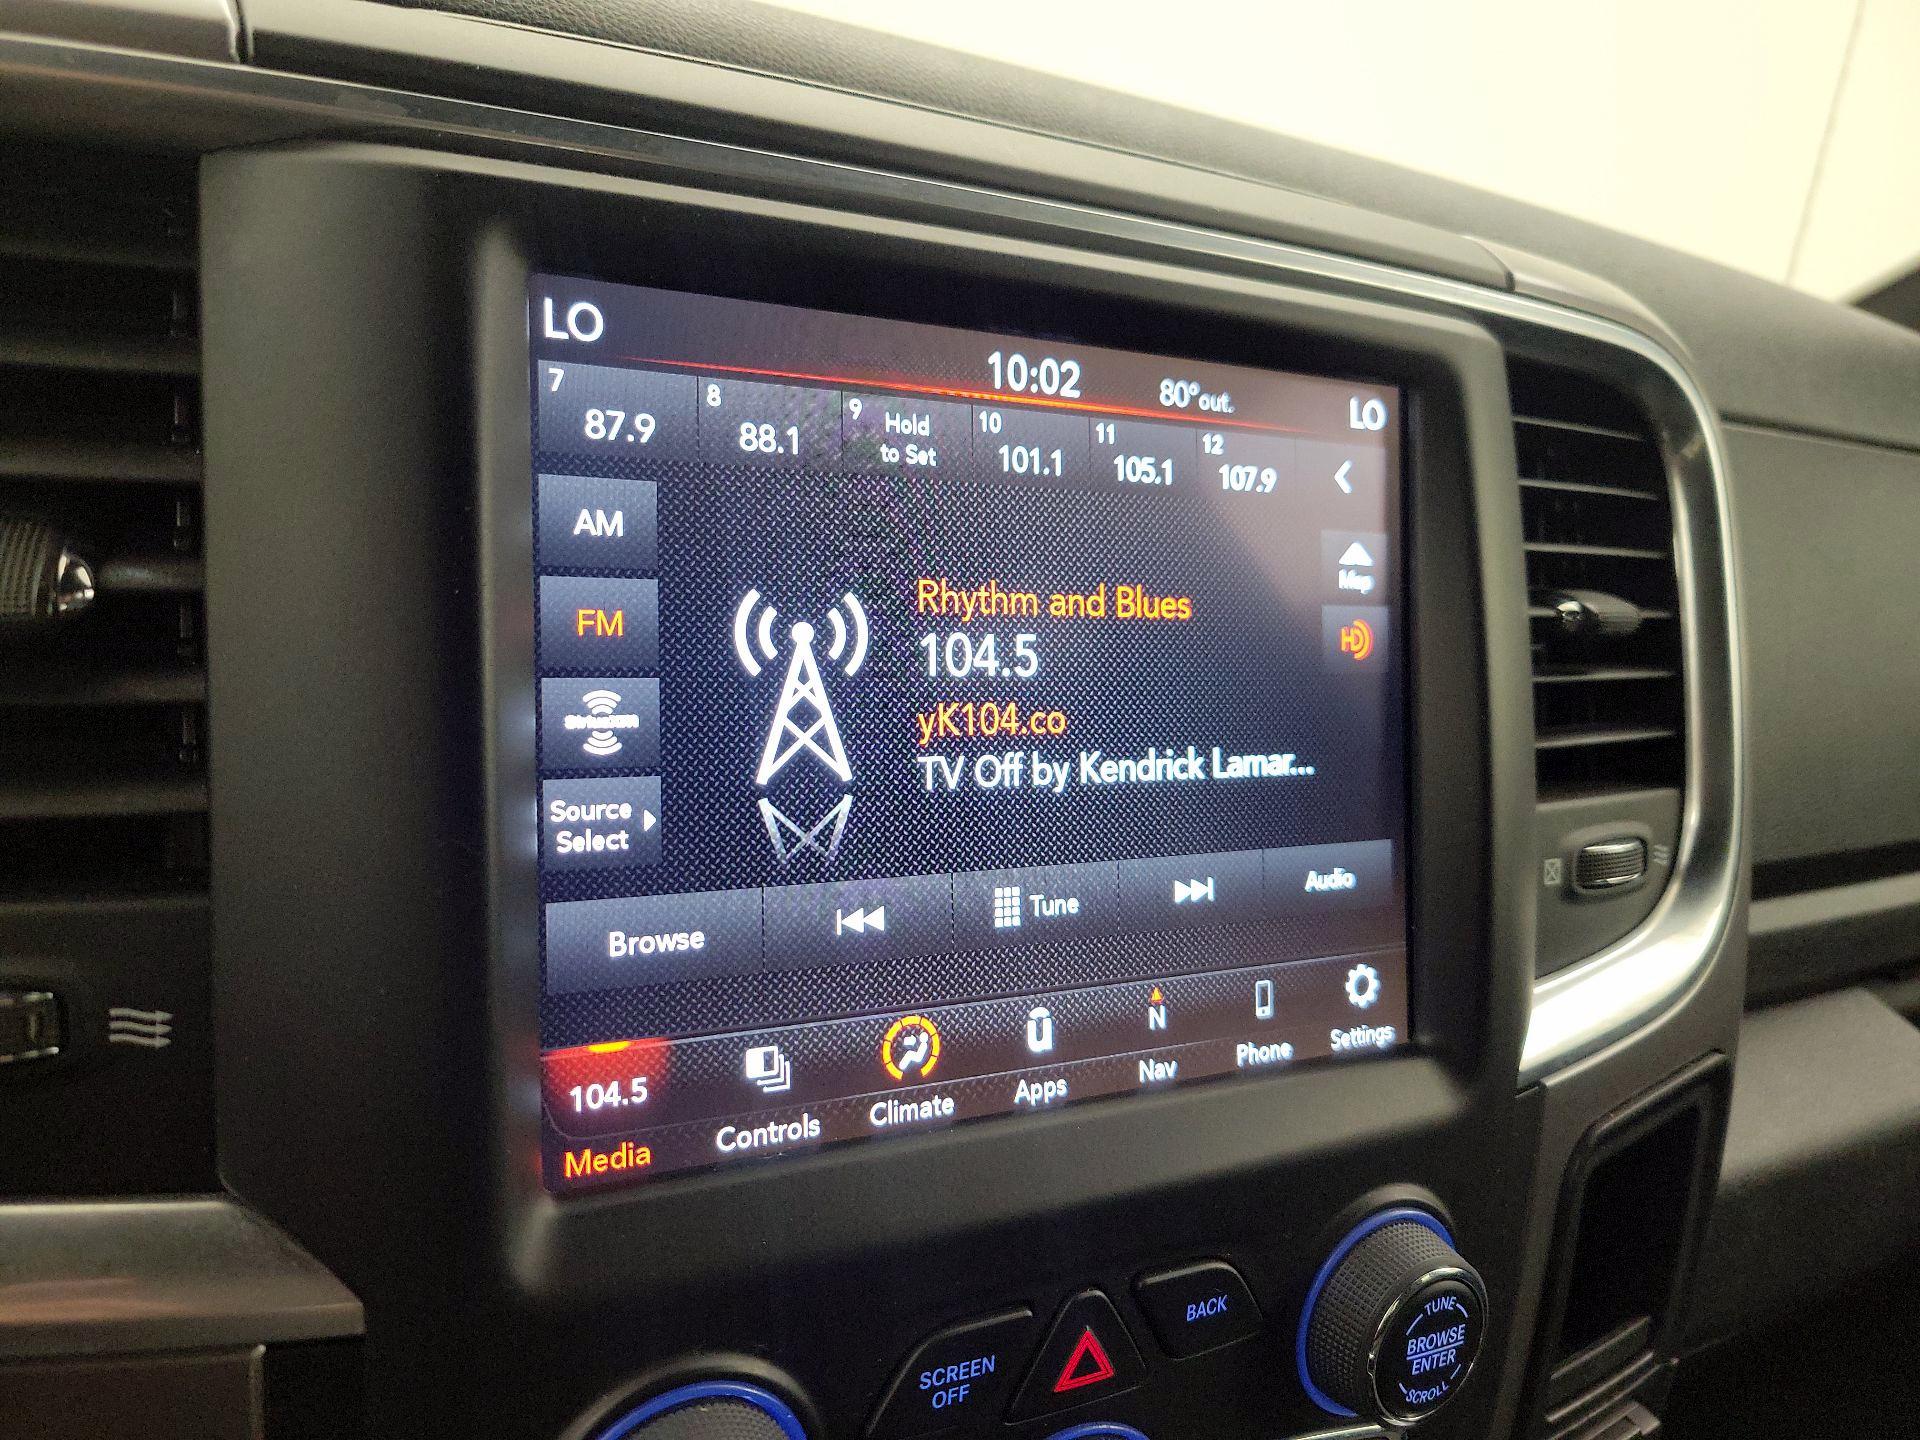 LO
10:02
80° out.
LO
7
87.9
8
88.1
9
Hold
to Set
10
101.1
11
105.1
12
107.9
AM
Map
FM
HD
Rhythm and Blues
104.5
yK104.co
TV Off by Kendrick Lamar...
SiriusXM
Source
Select
Browse
Tune
Audio
104.5
Media
Controls
Climate
u
Apps
N
Nav
Phone
Settings
SCREEN
OFF
BACK
TUNE
BROWSE
ENTER
SCROLL